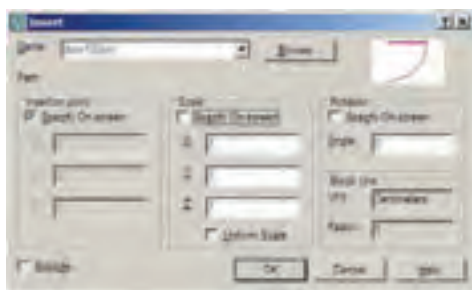 Insert
Name: Browse...
Path:
Insertion point
Specify On-screen
Scale
Specify On-screen
Rotation
Specify On-screen
Angle:
Block Unit
Unit:
Factor:
Uniform Scale
Explode
OK Cancel Help